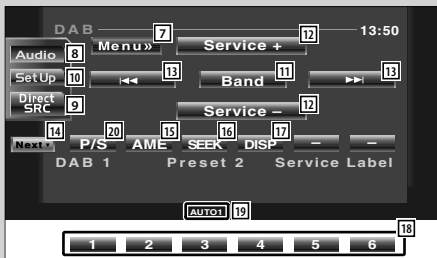 DAB 13:50
7 12
Menu» Service +
Audio 8
13 11 13
SetUp 10 Band
Direct
SRC 9
12
Service –
14 20 15 16 17
Next▼ P/S AME SEEK DISP – –
DAB 1 Preset 2 Service Label
AUTO1 19
18
1 2 3 4 5 6